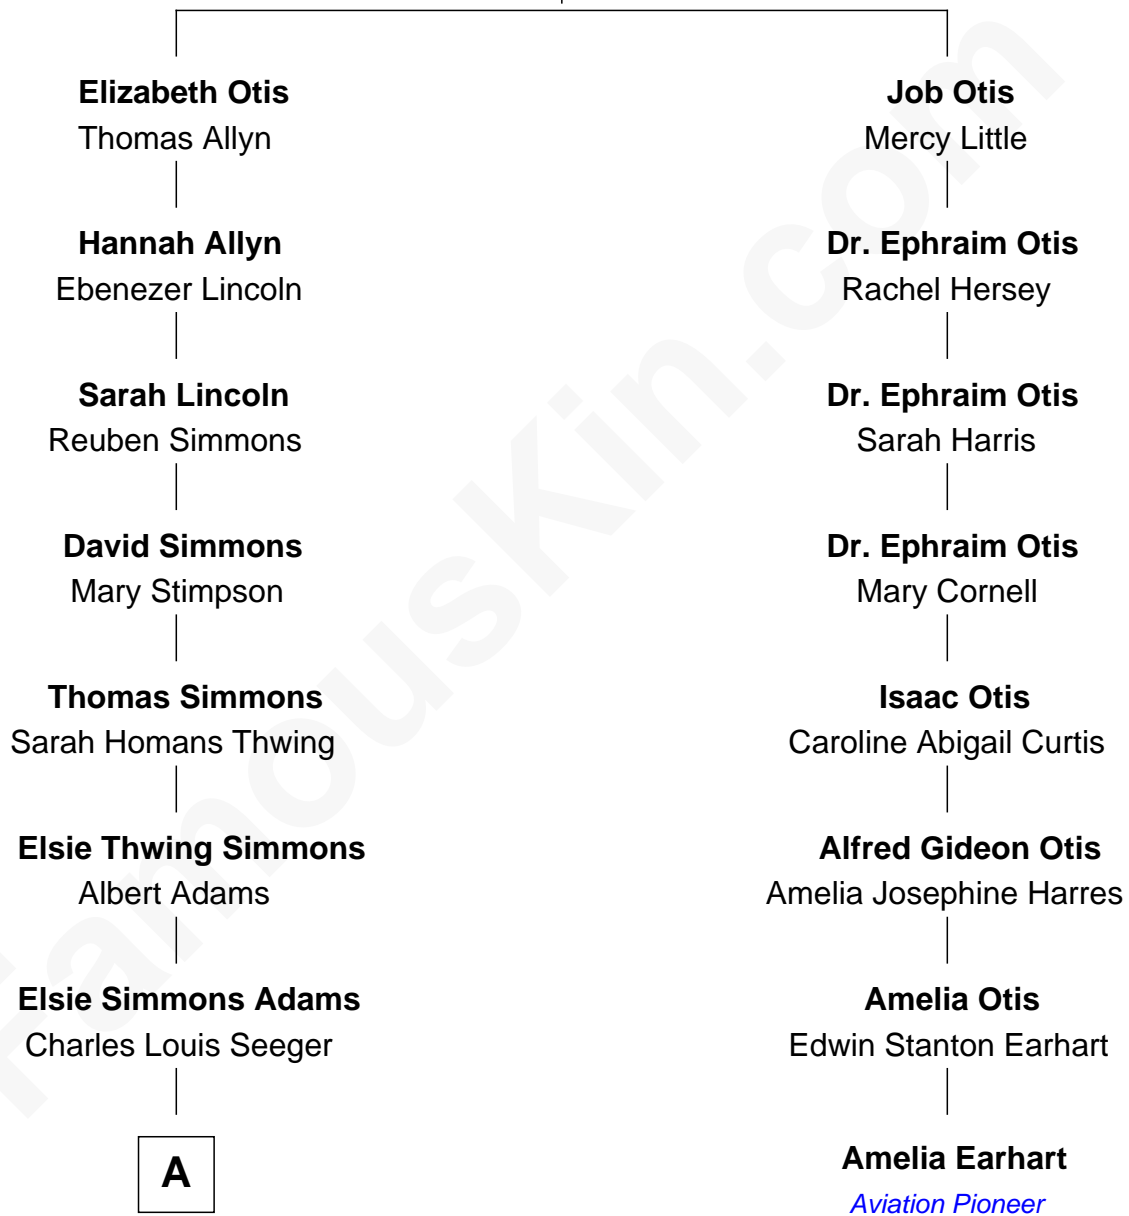 Elizabeth Otis
Thomas Allyn
Hannah Allyn
Ebenezer Lincoln
Sarah Lincoln
Reuben Simmons
David Simmons
Mary Stimpson
Thomas Simmons
Sarah Homans Thwing
Elsie Thwing Simmons
Albert Adams
Elsie Simmons Adams
Charles Louis Seeger
A
Job Otis
Mercy Little
Dr. Ephraim Otis
Rachel Hersey
Dr. Ephraim Otis
Sarah Harris
Dr. Ephraim Otis
Mary Cornell
Isaac Otis
Caroline Abigail Curtis
Alfred Gideon Otis
Amelia Josephine Harres
Amelia Otis
Edwin Stanton Earhart
Amelia Earhart
Aviation Pioneer
FamousKin.com